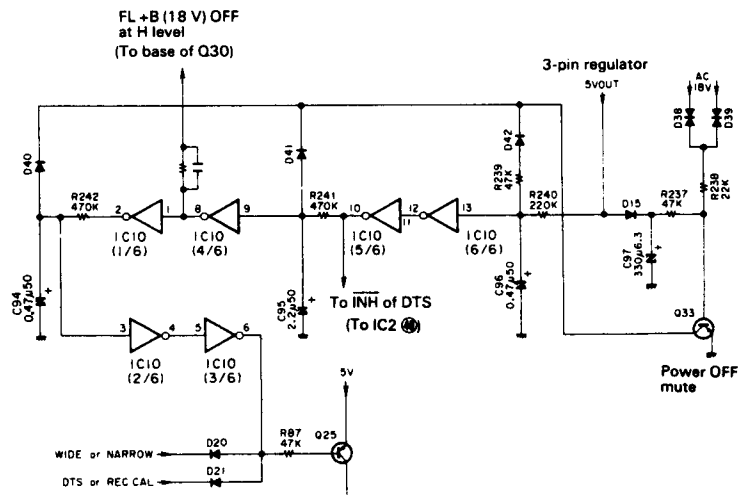 FL +B (18 V) OFF
at H level
(To base of Q30)
3-pin regulator
5VOUT
AC
18V
D38
D39
D40
D41
D42
R239
47K
R242
470K
R241
470K
R240
220K
D15
R237
47K
R238
22K
2
1
8
9
10
11
12
13
IC10
(1/6)
IC10
(4/6)
IC10
(5/6)
IC10
(6/6)
C94
0.47µ50
+
C95
2.2µ50
+
C96
0.47µ50
+
C97
330µ6.3
+
To INH of DTS
(To IC2 ㊵)
Q33
Power OFF
mute
3
4
5
6
IC10
(2/6)
IC10
(3/6)
5V
R87
47K
Q25
WIDE or NARROW
D20
DTS or REC CAL
D21